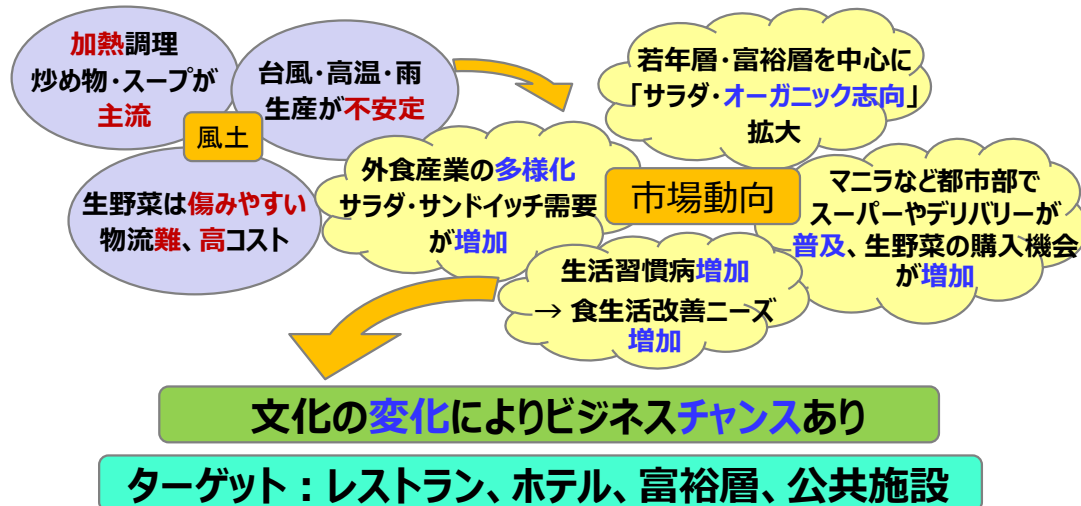 加熱調理
炒め物・スープが
主流
台風・高温・雨
生産が不安定
風土
生野菜は傷みやすい
物流難、高コスト
若年層・富裕層を中心に
「サラダ・オーガニック志向」
拡大
外食産業の多様化
サラダ・サンドイッチ需要
が増加
市場動向
マニラなど都市部で
スーパーやデリバリーが
普及、生野菜の購入機会
が増加
生活習慣病増加
→ 食生活改善ニーズ
増加
文化の変化によりビジネスチャンスあり
ターゲット：レストラン、ホテル、富裕層、公共施設